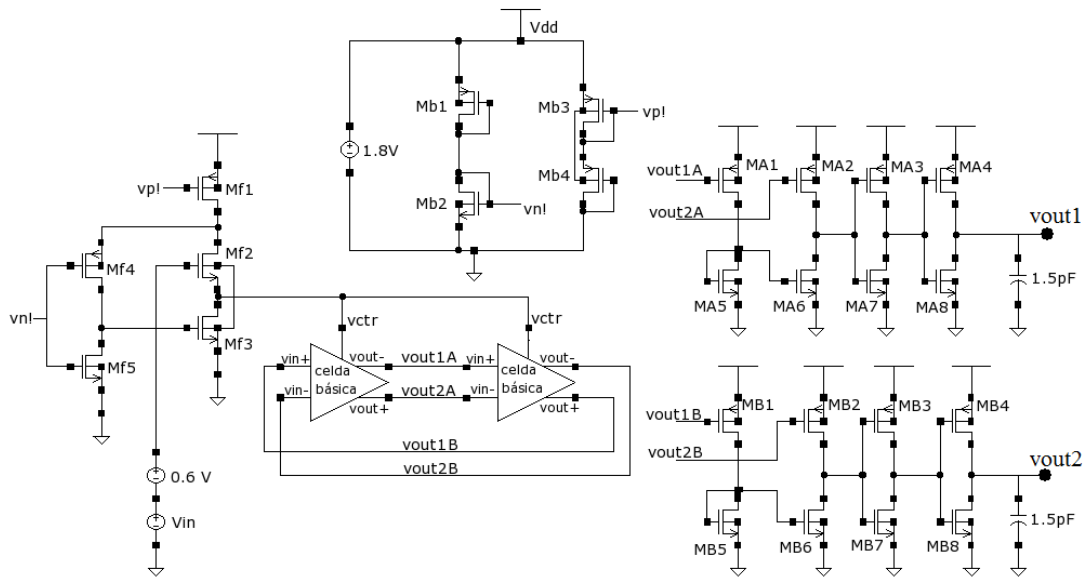 Vdd
1.8V
Mb1
Mb2
vn!
Mb3
vp!
Mb4
vp!
Mf1
Mf2
Mf4
vn!
Mf3
Mf5
0.6 V
Vin
vctr
vctr
vin+
vin-
celda
básica
vout-
vout+
vout1A
vout2A
vin+
vin-
celda
básica
vout-
vout+
vout1B
vout2B
vout1A
vout2A
MA1
MA2
MA3
MA4
MA5
MA6
MA7
MA8
vout1
1.5pF
vout1B
vout2B
MB1
MB2
MB3
MB4
MB5
MB6
MB7
MB8
vout2
1.5pF